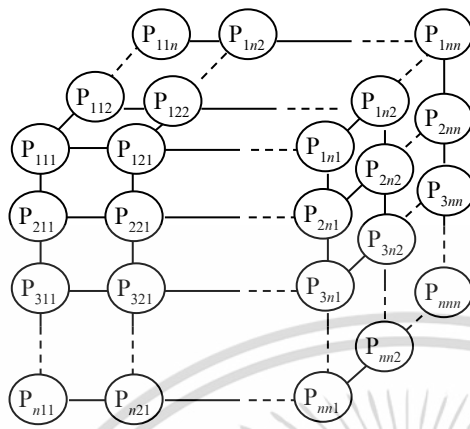 P11n P1n2 P1nn
P112 P122 P1n2
P2nn
P111 P121 P1n1
P2n2
P3nn
P211 P221 P2n1
P3n2
P311 P321 P3n1 Pnnn
Pnn2
Pn11 Pn21 Pnn1